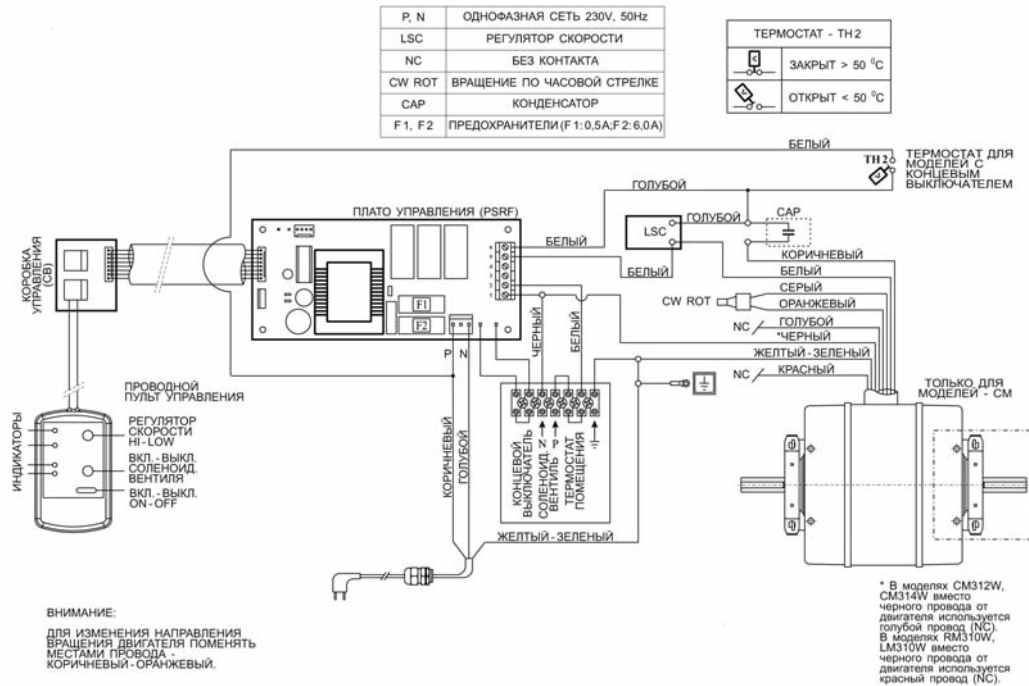 P, N ОДНОФАЗНАЯ СЕТЬ 230V, 50Hz
LSC РЕГУЛЯТОР СКОРОСТИ
NC БЕЗ КОНТАКТА
CW ROT ВРАЩЕНИЕ ПО ЧАСОВОЙ СТРЕЛКЕ
CAP КОНДЕНСАТОР
F1, F2 ПРЕДОХРАНИТЕЛИ(F1:0,5A;F2:6,0A)
ТЕРМОСТАТ - TH2
ЗАКРЫТ > 50 ⁰C
ОТКРЫТ < 50 ⁰C
БЕЛЫЙ
TH2
ТЕРМОСТАТ ДЛЯ
МОДЕЛЕЙ С
КОНЦЕВЫМ
ВЫКЛЮЧАТЕЛЕМ
ГОЛУБОЙ
ПЛАТО УПРАВЛЕНИЯ (PSRF)
LSC
ГОЛУБОЙ
CAP
БЕЛЫЙ
БЕЛЫЙ
КОРИЧНЕВЫЙ
БЕЛЫЙ
СЕРЫЙ
CW ROT
ОРАНЖЕВЫЙ
NC
ГОЛУБОЙ
*ЧЕРНЫЙ
ЖЕЛТЫЙ-ЗЕЛЕНЫЙ
NC
КРАСНЫЙ
КОРОБКА
УПРАВЛЕНИЯ
(CB)
F1
F2
P N
ЧЕРНЫЙ
БЕЛЫЙ
ТОЛЬКО ДЛЯ
МОДЕЛЕЙ - CM
ПРОВОДНОЙ
ПУЛЬТ УПРАВЛЕНИЯ
ИНДИКАТОРЫ
РЕГУЛЯТОР
СКОРОСТИ
HI-LOW
ВКЛ.-ВЫКЛ.
СОЛЕНОИД.
ВЕНТИЛЯ
ВКЛ.-ВЫКЛ.
ON-OFF
КОРИЧНЕВЫЙ
ГОЛУБОЙ
КОНЦЕВОЙ
ВЫКЛЮЧАТЕЛЬ
N P
СОЛЕНОИД.
ВЕНТИЛЬ
ТЕРМОСТАТ
ПОМЕЩЕНИЯ
ЖЕЛТЫЙ-ЗЕЛЕНЫЙ
ВНИМАНИЕ:
ДЛЯ ИЗМЕНЕНИЯ НАПРАВЛЕНИЯ
ВРАЩЕНИЯ ДВИГАТЕЛЯ ПОМЕНЯТЬ
МЕСТАМИ ПРОВОДА -
КОРИЧНЕВЫЙ-ОРАНЖЕВЫЙ.
* В моделях CM312W,
CM314W вместо
черного провода от
двигателя используется
голубой провод (NC).
В моделях RM310W,
LM310W вместо
черного провода от
двигателя используется
красный провод (NC).